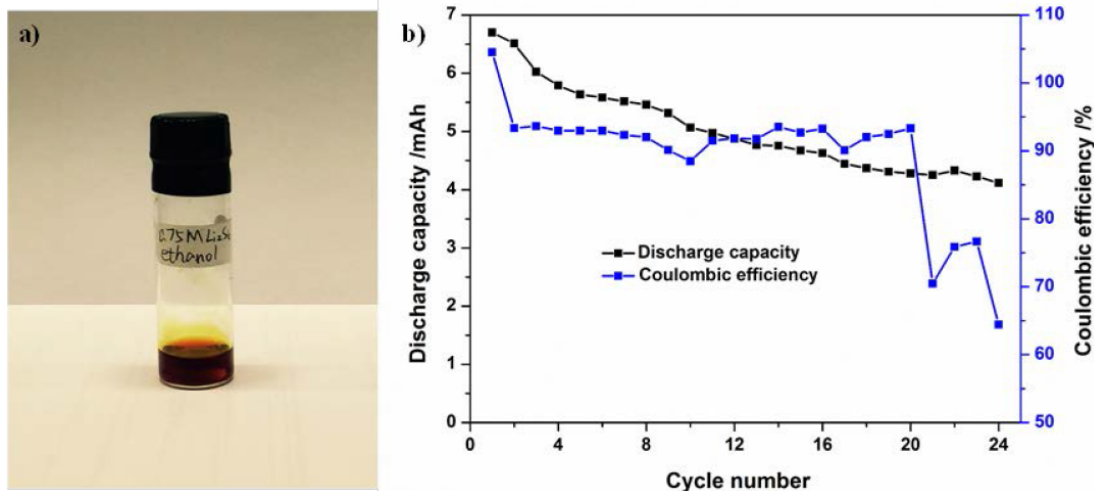 a)
0.75M
ethanol
b)
7
6
5
4
3
2
1
0
Discharge capacity /mAh
Discharge capacity
Coulombic efficiency
110
100
90
80
70
60
50
Coulombic efficiency /%
0 4 8 12 16 20 24
Cycle number